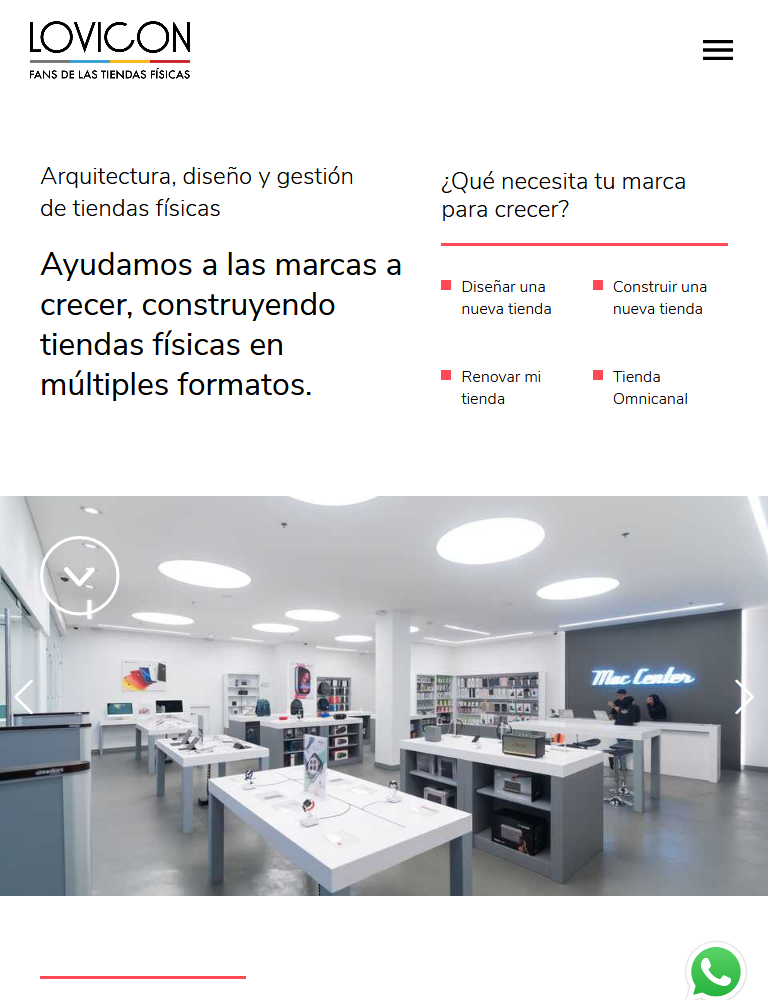 LOVICON
FANS DE LAS TIENDAS FÍSICAS
Arquitectura, diseño y gestión
de tiendas físicas
Ayudamos a las marcas a
crecer, construyendo
tiendas físicas en
múltiples formatos.
¿Qué necesita tu marca
para crecer?
Diseñar una
nueva tienda
Construir una
nueva tienda
Renovar mi
tienda
Tienda
Omnicanal
Mac Center